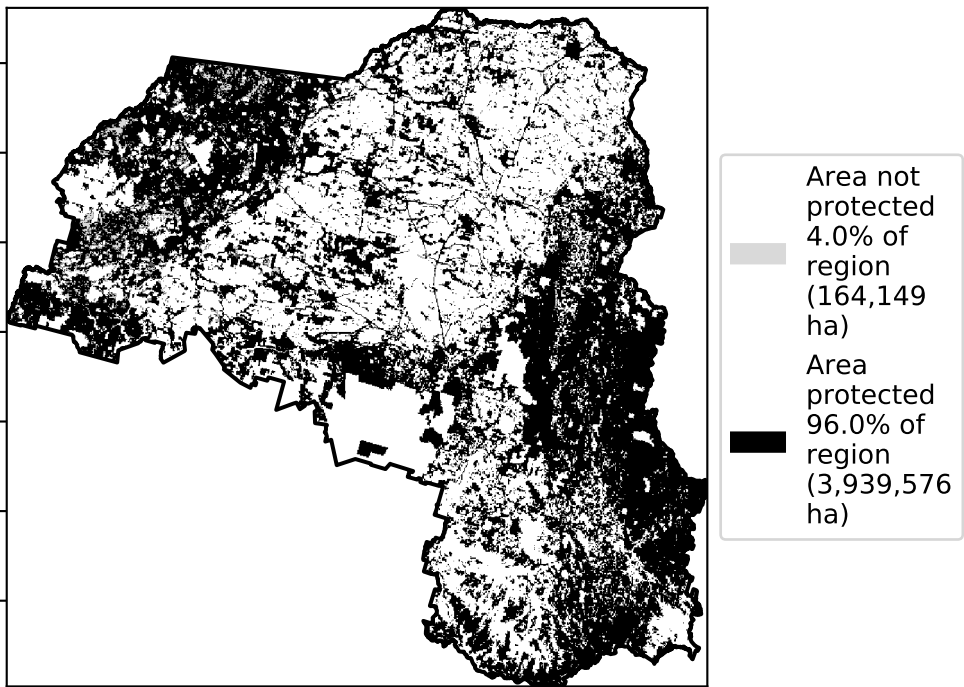 Area not
protected
4.0% of
region
(164,149
ha)
Area
protected
96.0% of
region
(3,939,576
ha)